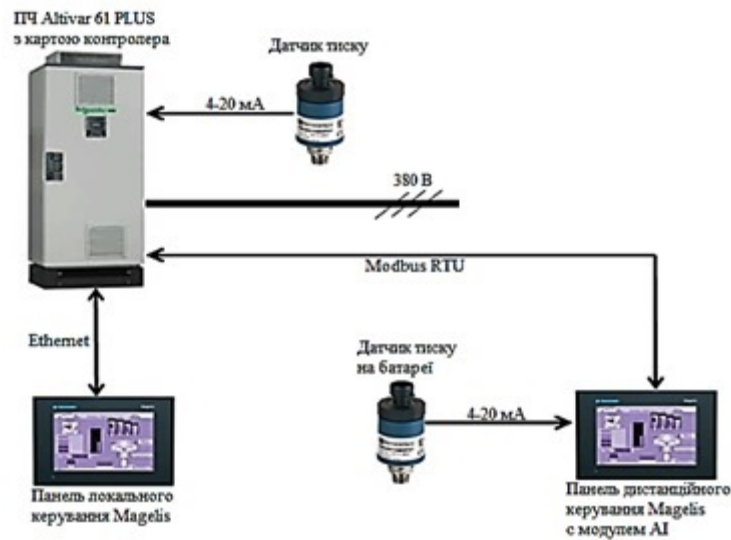 ПЧ Altivar 61 PLUS
з картою контролера
Датчик тиску
4-20 мА
380 В
Modbus RTU
Ethernet
Датчик тиску
на батареї
4-20 мА
Панель локального
керування Magelis
Панель дистанційного
керування Magelis
с модулем АІ